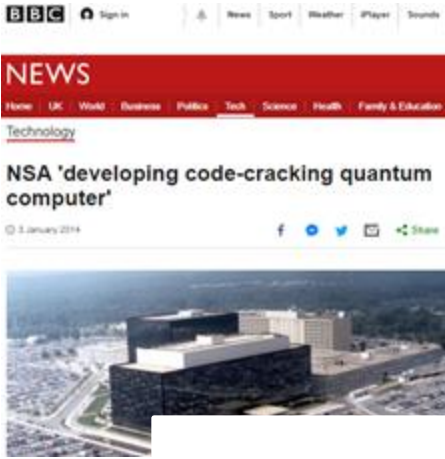 BBC Sign in News Sport Weather iPlayer Sounds
NEWS
Home UK World Business Politics Tech Science Health Family & Education
Technology
NSA 'developing code-cracking quantum
computer'
3 January 2014 Share